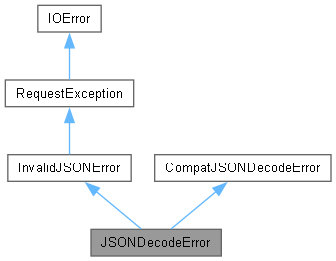 IOError
RequestException
InvalidJSONError
CompatJSONDecodeError
JSONDecodeError